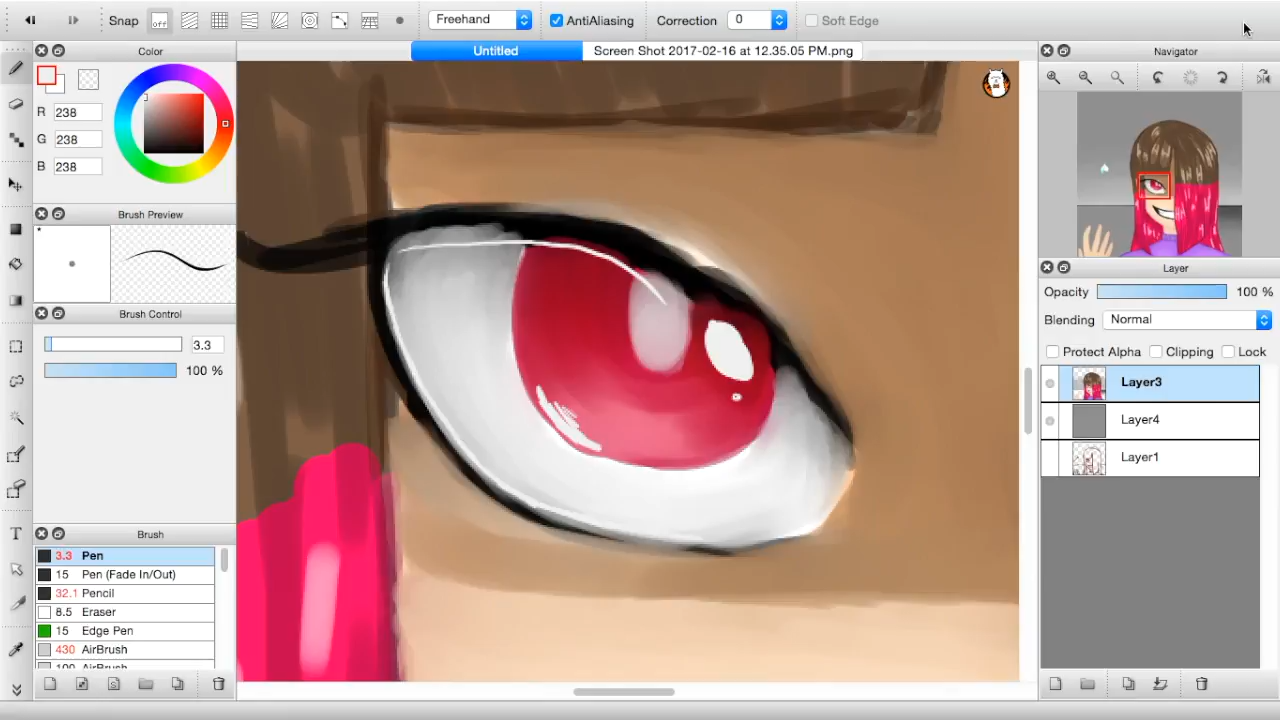 Snap off Freehand AntiAliasing Correction 0 Soft Edge
Color
Untitled
Screen Shot 2017-02-16 at 12.35.05 PM.png
Navigator
R 238
G 238
B 238
Brush Preview
Brush Control
3.3
100 %
Layer
Opacity 100 %
Blending Normal
Protect Alpha Clipping Lock
Layer3
Layer4
Layer1
Brush
3.3 Pen
15 Pen (Fade In/Out)
32.1 Pencil
8.5 Eraser
15 Edge Pen
430 AirBrush
100 AirBrush
T